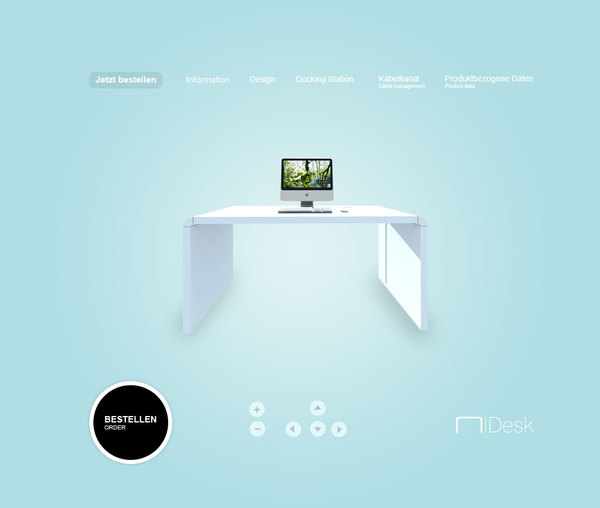 Jetzt bestellen
Information
Design
Docking Station
Kabelkanal
Cable management
Produktbezogene Daten
Product data
BESTELLEN
ORDER
IDesk